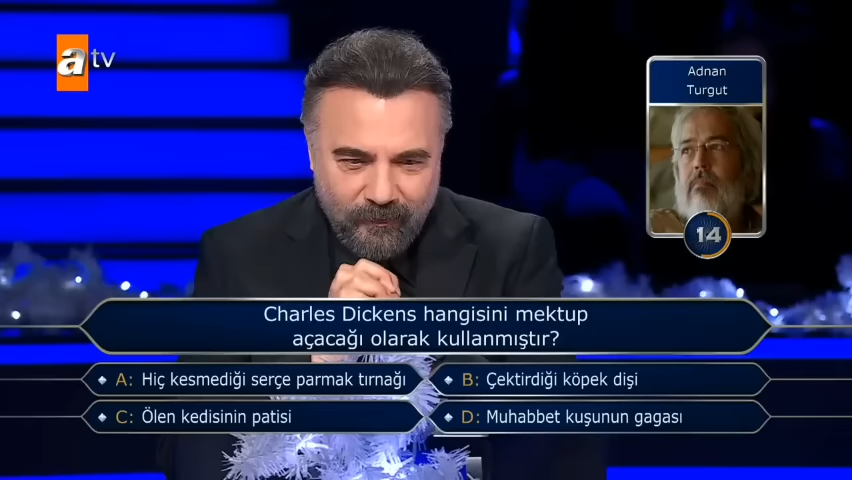 atv
Adnan
Turgut
14
Charles Dickens hangisini mektup
açacağı olarak kullanmıştır?
A: Hiç kesmediği serçe parmak tırnağı
B: Çektirdiği köpek dişi
C: Ölen kedisinin patisi
D: Muhabbet kuşunun gagası